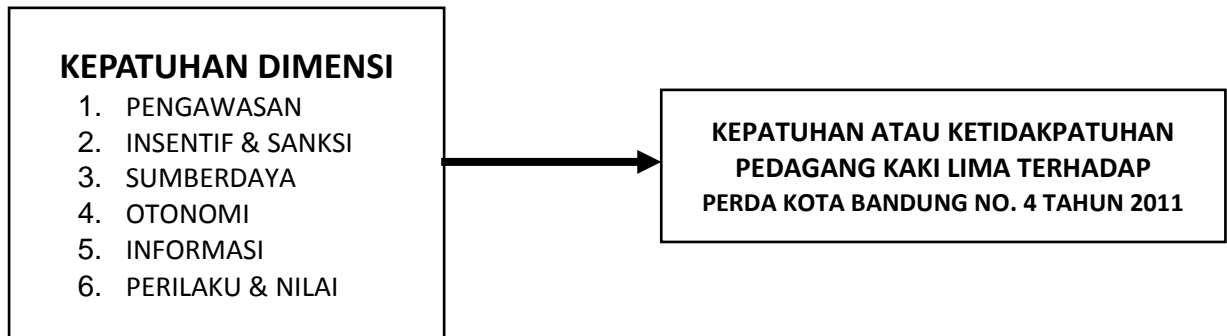 KEPATUHAN DIMENSI
1. PENGAWASAN
2. INSENTIF & SANKSI
3. SUMBERDAYA
4. OTONOMI
5. INFORMASI
6. PERILAKU & NILAI
KEPATUHAN ATAU KETIDAKPATUHAN
PEDAGANG KAKI LIMA TERHADAP
PERDA KOTA BANDUNG NO. 4 TAHUN 2011